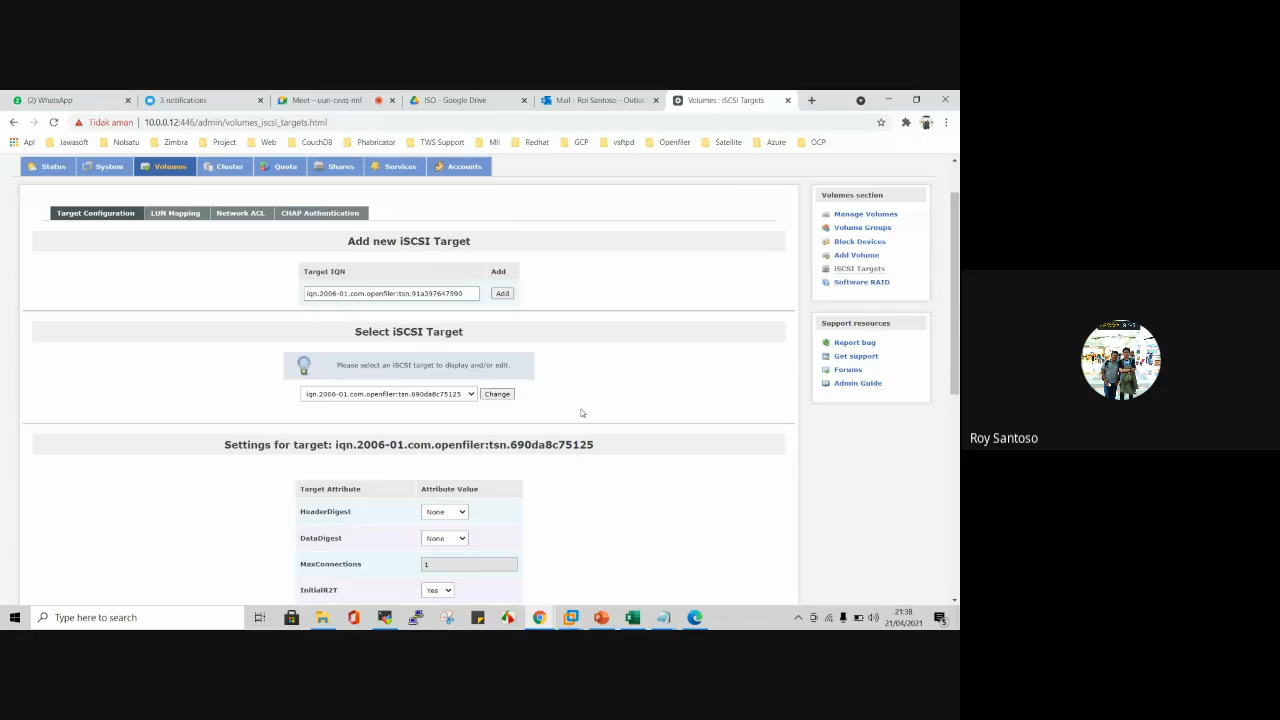 (2) WhatsApp
3 notifications
Meet – uun-cxvq-nnf
ISO - Google Drive
Mail - Roi Santoso - Outloo
Volumes : iSCSI Targets
Tidak aman
10.0.0.12:446/admin/volumes_iscsi_targets.html
Apl
Jawasoft
Nolsatu
Zimbra
Project
Web
CouchDB
Phabricator
TWS Support
MII
Redhat
GCP
vsftpd
Openfiler
Satellite
Azure
OCP
Status
System
Volumes
Cluster
Quota
Shares
Services
Accounts
Target Configuration
LUN Mapping
Network ACL
CHAP Authentication
Add new iSCSI Target
Target IQN
Add
iqn.2006-01.com.openfiler:tsn.91a397647590
Add
Select iSCSI Target
Please select an iSCSI target to display and/or edit.
iqn.2006-01.com.openfiler:tsn.690da8c75125
Change
Settings for target: iqn.2006-01.com.openfiler:tsn.690da8c75125
Target Attribute
Attribute Value
HeaderDigest
None
DataDigest
None
MaxConnections
1
InitialR2T
Yes
Volumes section
Manage Volumes
Volume Groups
Block Devices
Add Volume
iSCSI Targets
Software RAID
Support resources
Report bug
Get support
Forums
Admin Guide
Type here to search
21:38
21/04/2021
5
Roy Santoso